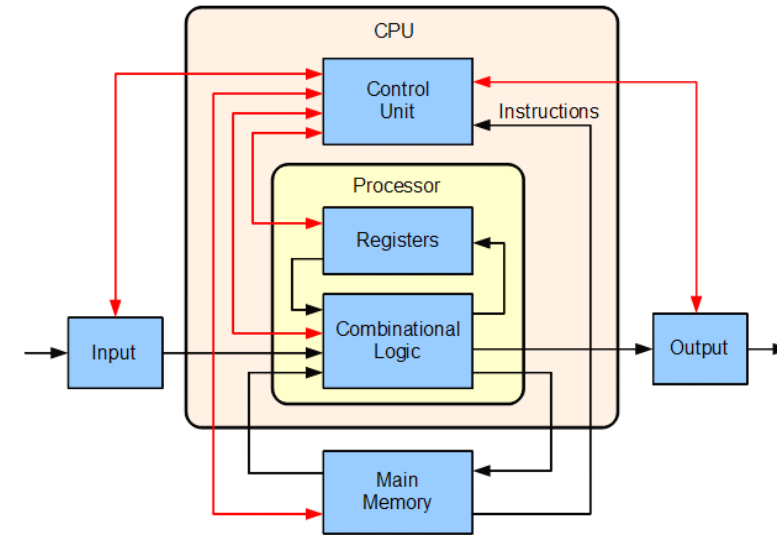 CPU
Control
Unit
Instructions
Processor
Registers
Combinational
Logic
Input
Output
Main
Memory